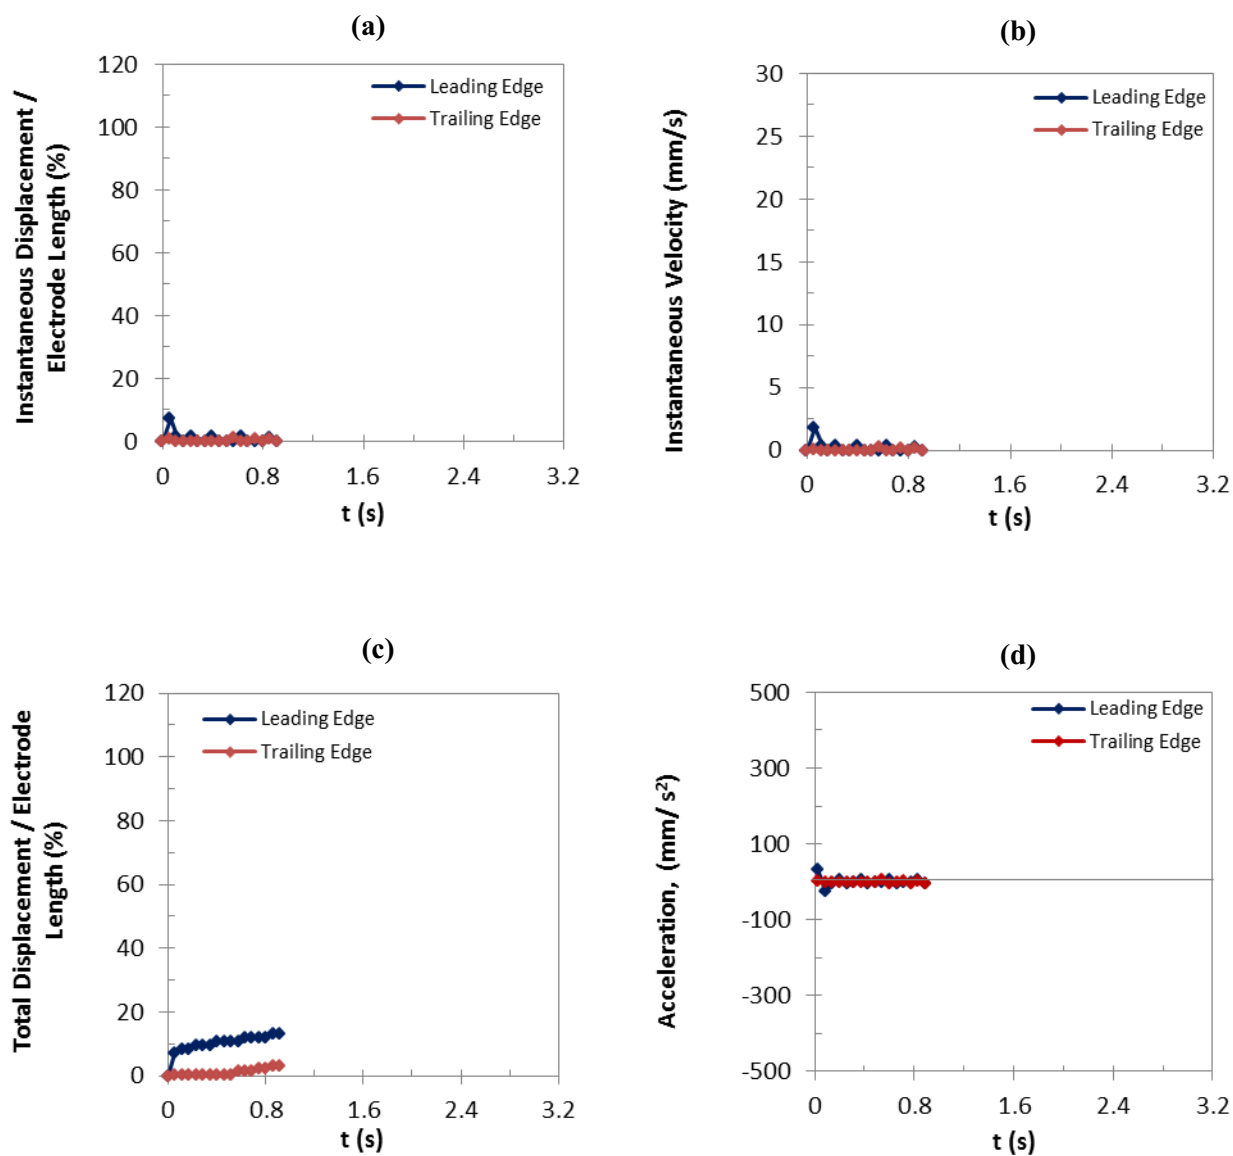 (a)
Instantaneous Displacement /
Electrode Length (%)
120
100
80
60
40
20
0
Leading Edge
Trailing Edge
0 0.8 1.6 2.4 3.2
t (s)
(b)
Instantaneous Velocity (mm/s)
30
25
20
15
10
5
0
Leading Edge
Trailing Edge
0 0.8 1.6 2.4 3.2
t (s)
(c)
Total Displacement / Electrode
Length (%)
120
100
80
60
40
20
0
Leading Edge
Trailing Edge
0 0.8 1.6 2.4 3.2
t (s)
(d)
Acceleration, (mm/ s²)
500
300
100
-100
-300
-500
Leading Edge
Trailing Edge
0 0.8 1.6 2.4 3.2
t (s)